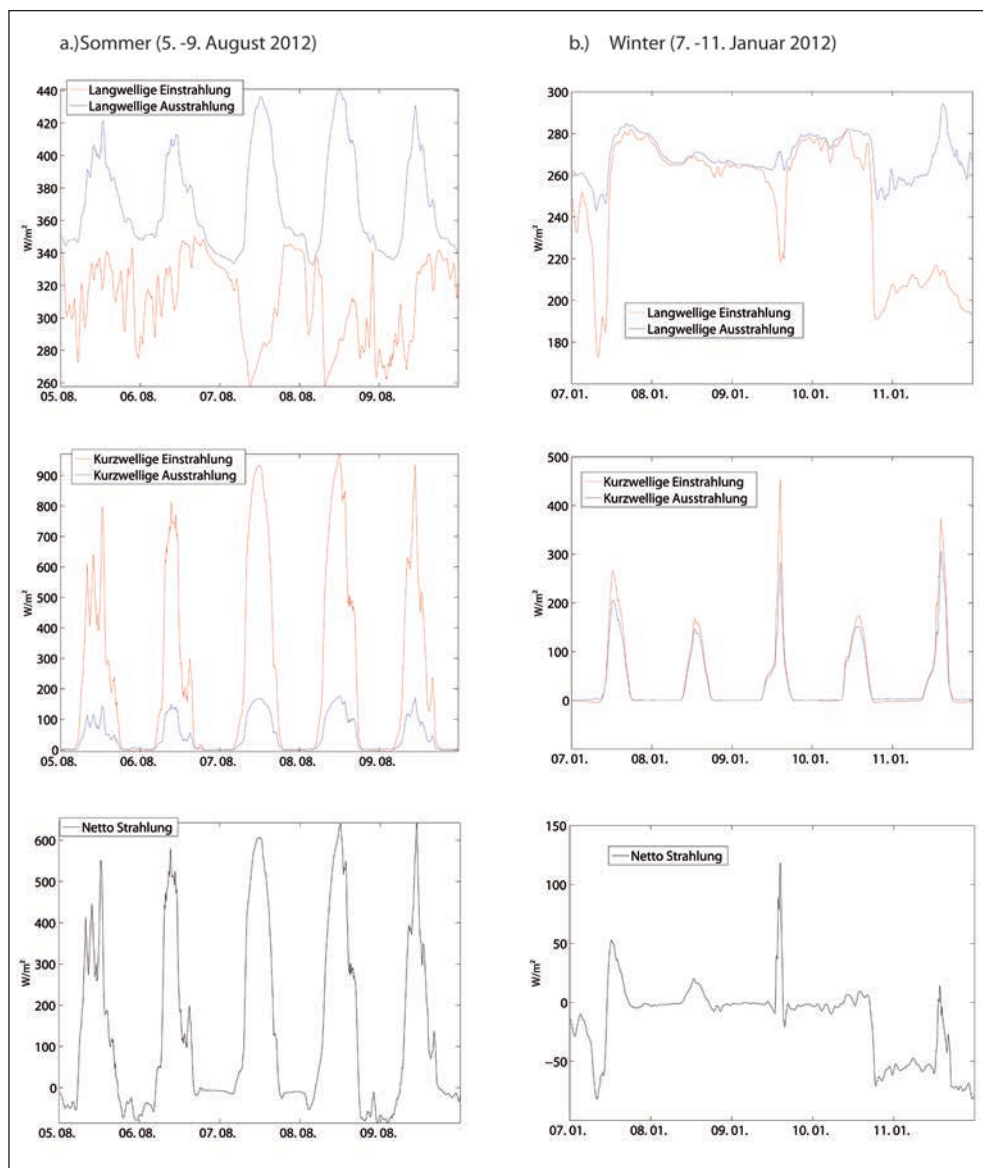 a.)Sommer (5. -9. August 2012)
b.) Winter (7. -11. Januar 2012)
Langwellige Einstrahlung
Langwellige Ausstrahlung
440
420
400
380
360
340
320
300
280
260
W/m²
05.08. 06.08. 07.08. 08.08. 09.08.
300
280
260
240
220
200
180
W/m²
Langwellige Einstrahlung
Langwellige Ausstrahlung
07.01. 08.01. 09.01. 10.01. 11.01.
Kurzwellige Einstrahlung
Kurzwellige Ausstrahlung
900
800
700
600
500
400
300
200
100
0
W/m²
05.08. 06.08. 07.08. 08.08. 09.08.
500
400
300
200
100
0
W/m²
Kurzwellige Einstrahlung
Kurzwellige Ausstrahlung
07.01. 08.01. 09.01. 10.01. 11.01.
Netto Strahlung
600
500
400
300
200
100
0
W/m²
05.08. 06.08. 07.08. 08.08. 09.08.
150
100
50
0
−50
W/m²
Netto Strahlung
07.01. 08.01. 09.01. 10.01. 11.01.